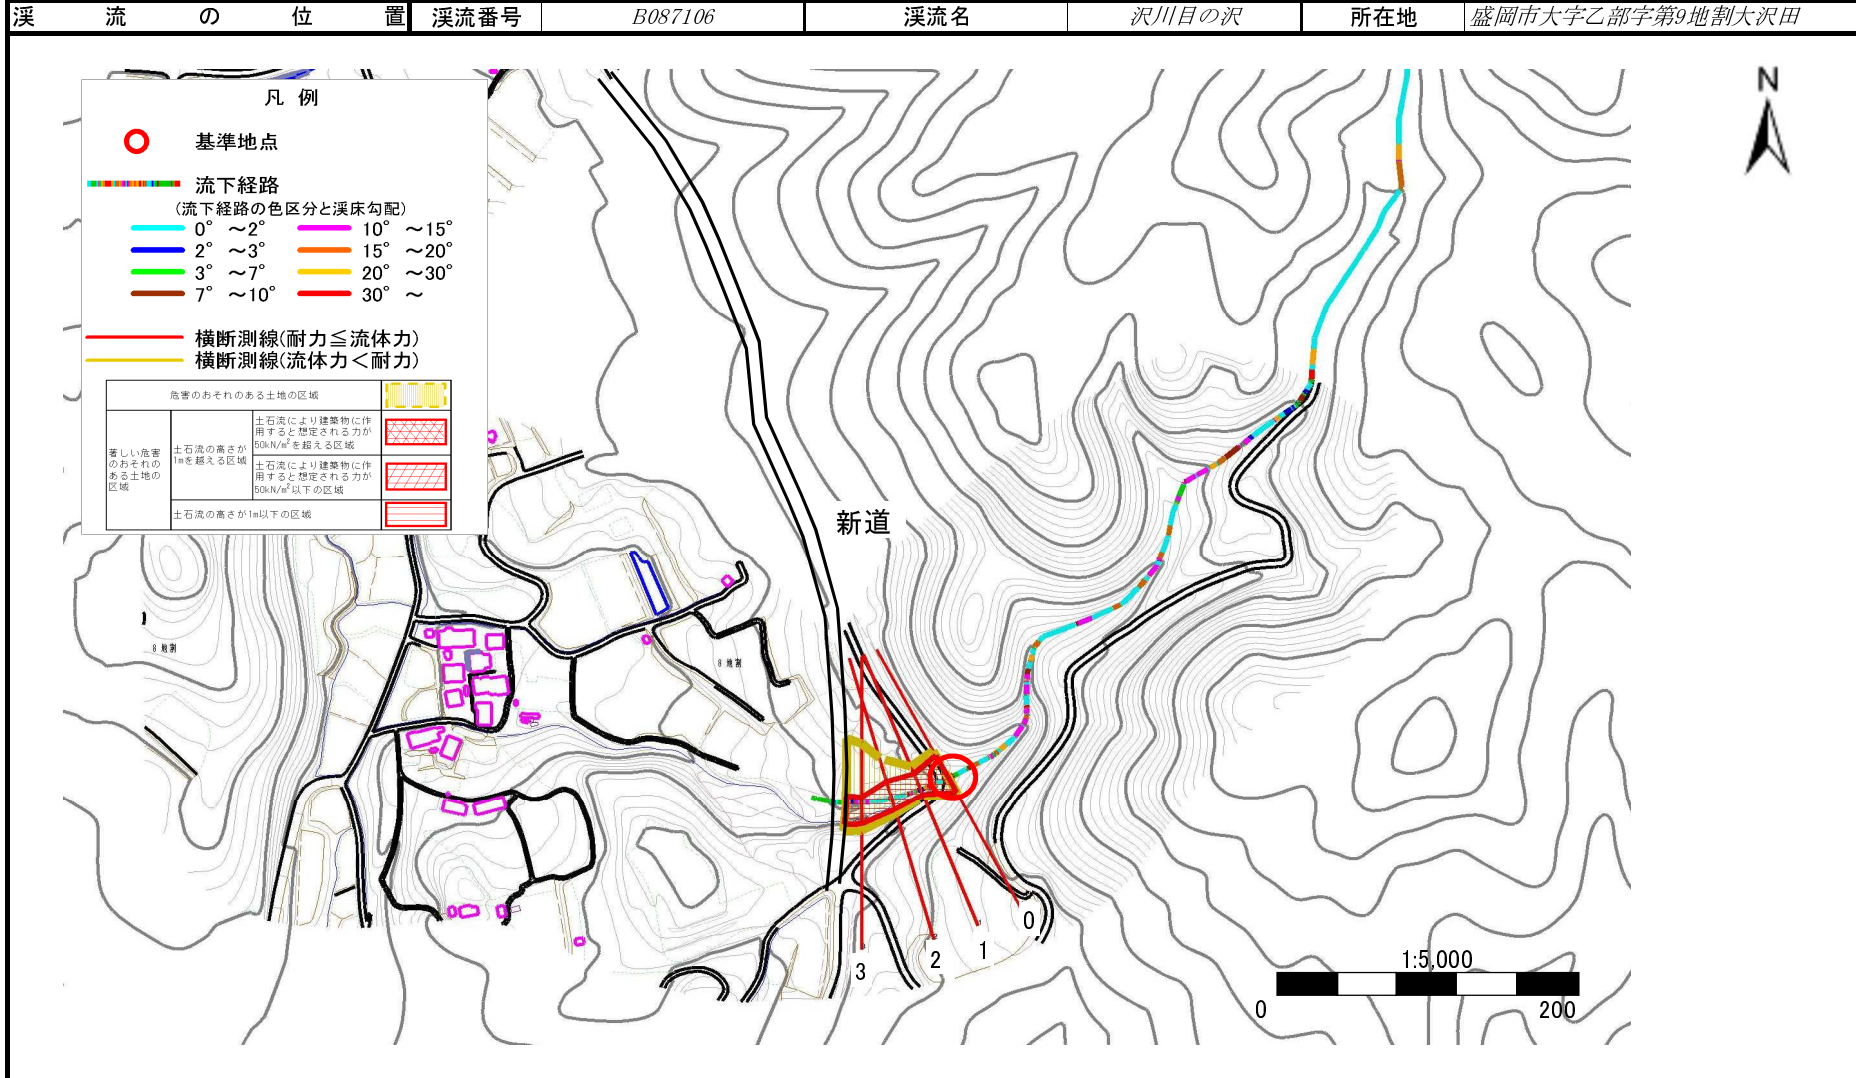 渓流の位置 渓流番号 B087106 渓流名 沢川目の沢 所在地 盛岡市大字乙部字第9地割大沢田
N
凡 例
基準地点
流下経路
(流下経路の色区分と渓床勾配)
0° ～2° 10° ～15°
2° ～3° 15° ～20°
3° ～7° 20° ～30°
7° ～10° 30° ～
横断測線(耐力≦流体力)
横断測線(流体力＜耐力)
危害のおそれのある土地の区域
著しい危害
のおそれの
ある土地の
区域
土石流の高さが
1mを越える区域
土石流により建築物に作
用すると想定される力が
50kN/m²を超える区域
土石流により建築物に作
用すると想定される力が
50kN/m²以下の区域
土石流の高さが1m以下の区域
新道
8 地割
8 地割
0
1
2
3
1:5,000
0 200